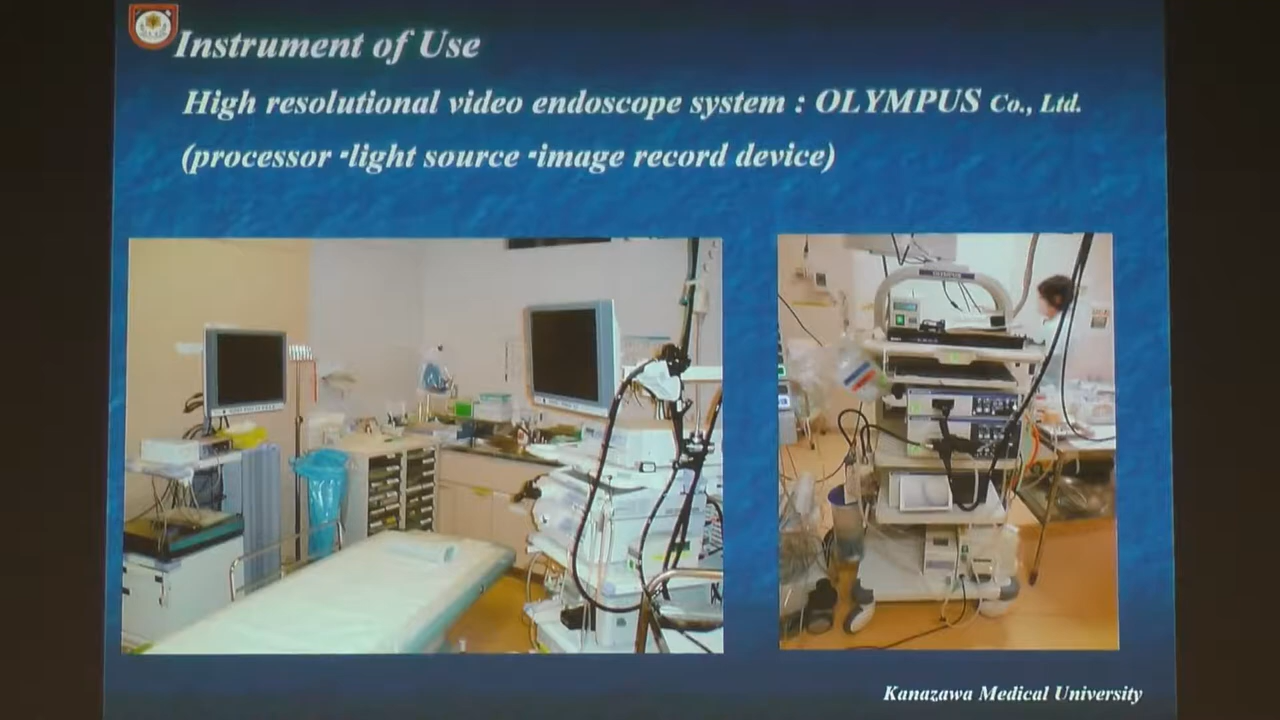 Instrument of Use
High resolutional video endoscope system : OLYMPUS Co., Ltd.
(processor ･light source ･image record device)
OLYMPUS
Kanazawa Medical University